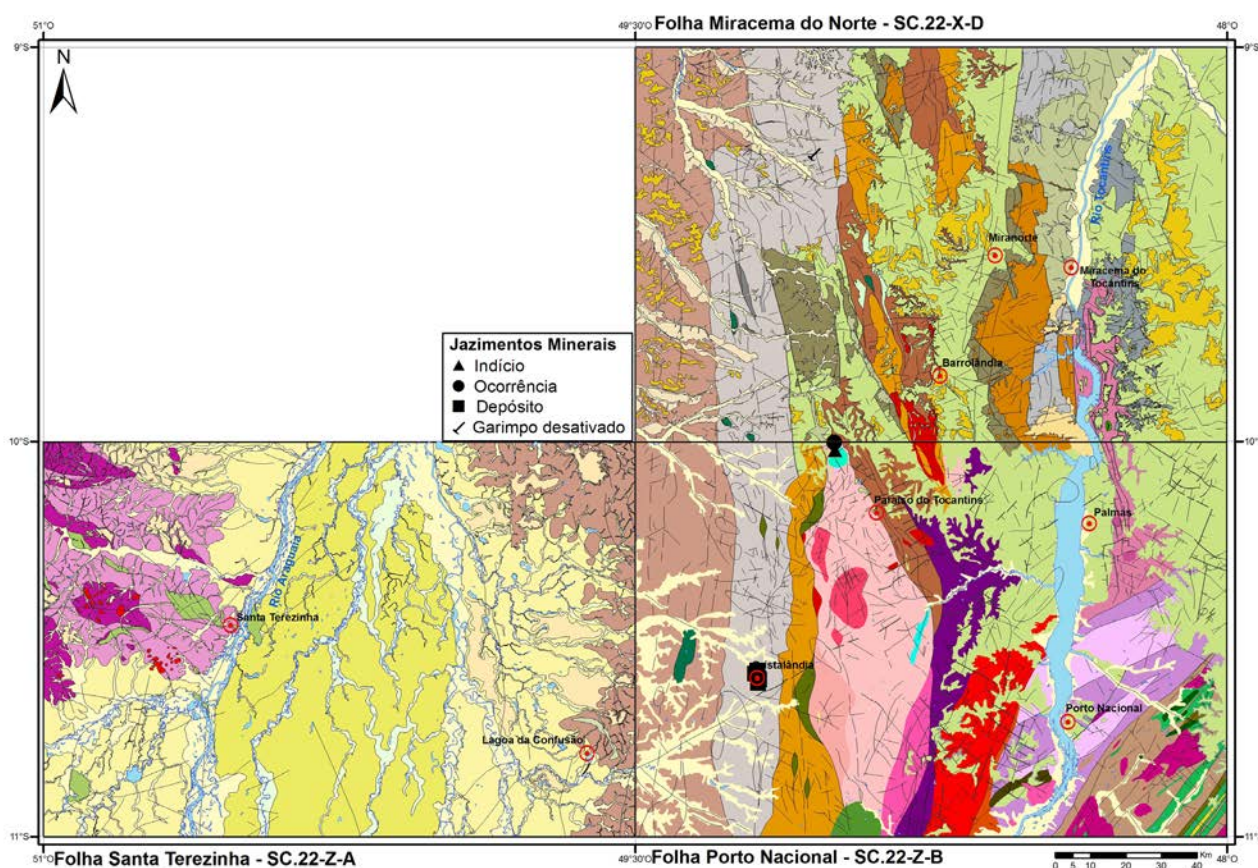 Folha Miracema do Norte - SC.22-X-D
51°O
49°30'O
48°O
9°S
9°S
N
Rio Tocantins
Miranorte
Miracema do
Tocantins
Jazimentos Minerais
Indício
Ocorrência
Depósito
Garimpo desativado
Barrolândia
10°S
10°S
Paraíso do Tocantins
Palmas
Rio Araguaia
Santa Terezinha
Cristalândia
Porto Nacional
Lagoa da Confusão
11°S
11°S
Folha Santa Terezinha - SC.22-Z-A
Folha Porto Nacional - SC.22-Z-B
51°O
49°30'O
48°O
Km
0 5 10 20 30 40